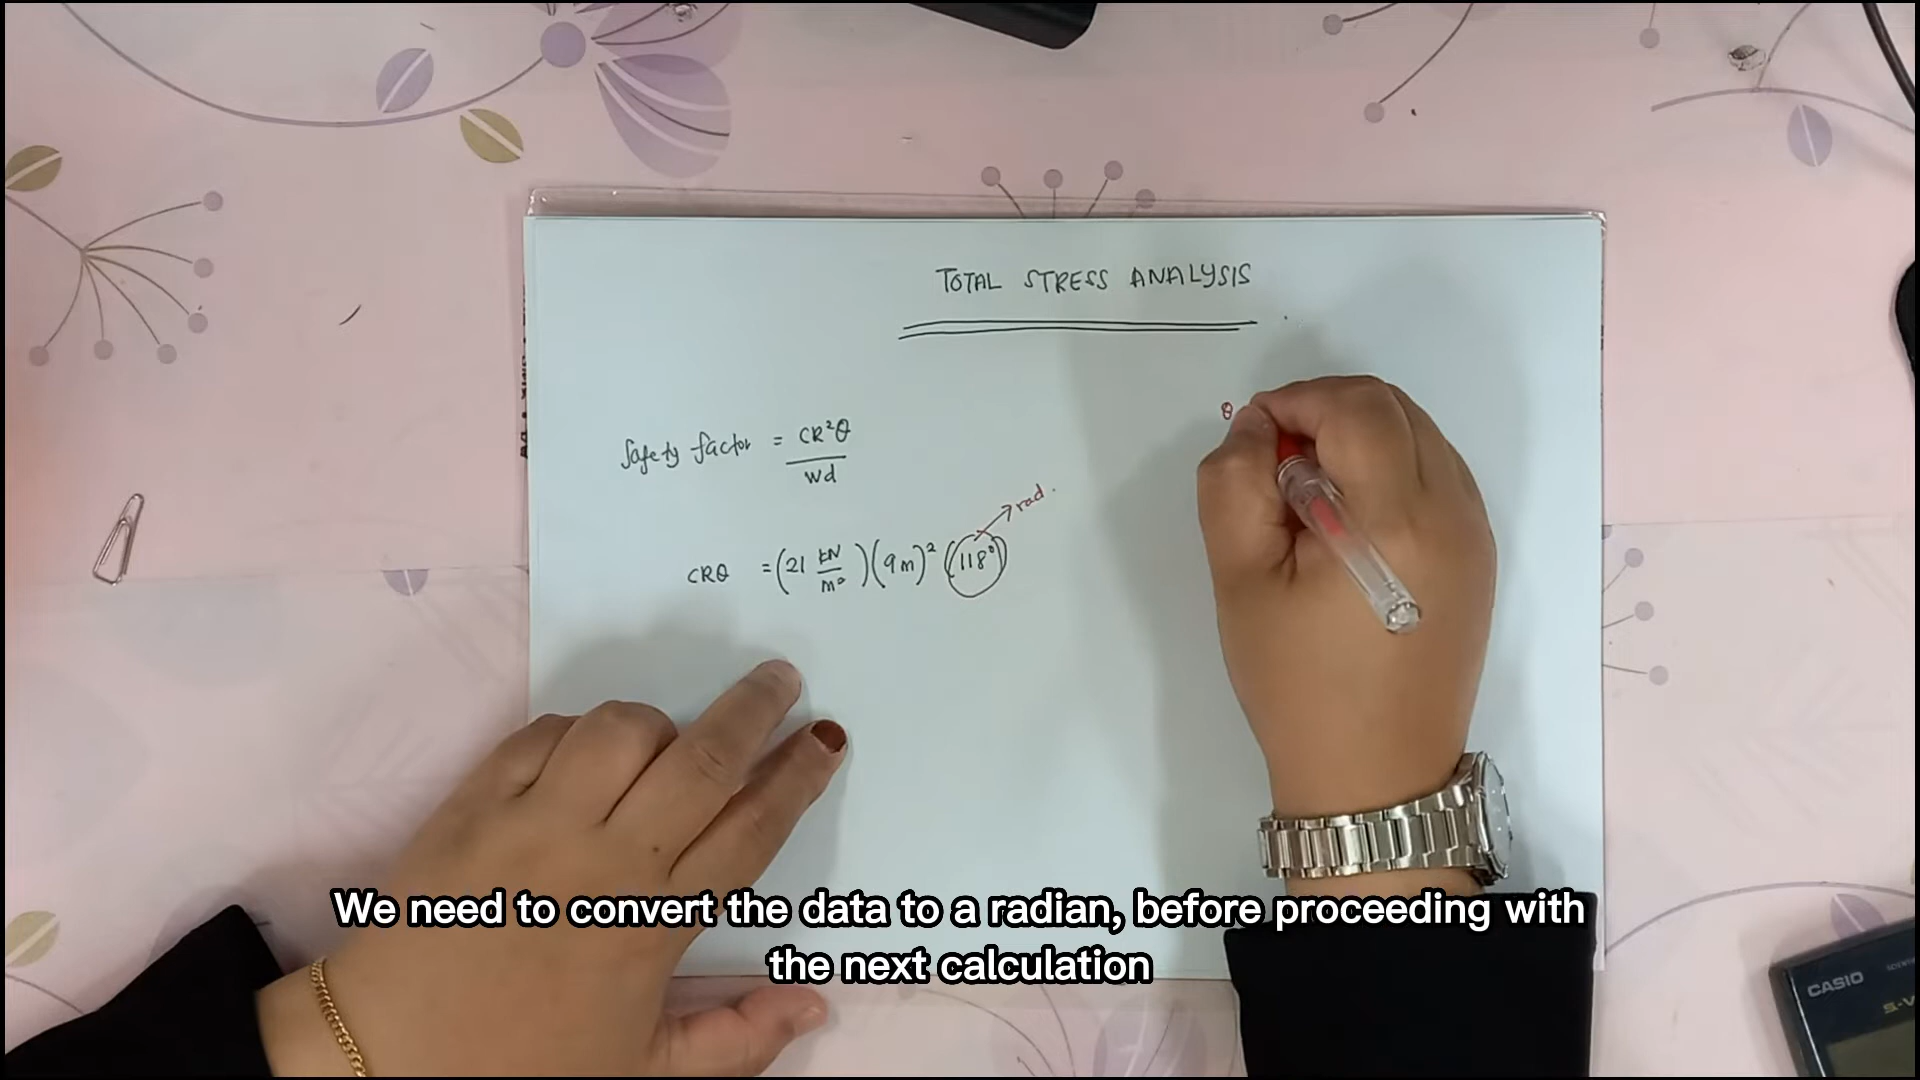 TOTAL STRESS ANALYSIS
θ
Safety factor = CR²θ
Wd
rad.
CRθ = (21 kN/m² )(9m)² (118°)
We need to convert the data to a radian, before proceeding with
the next calculation
CASIO
S-V